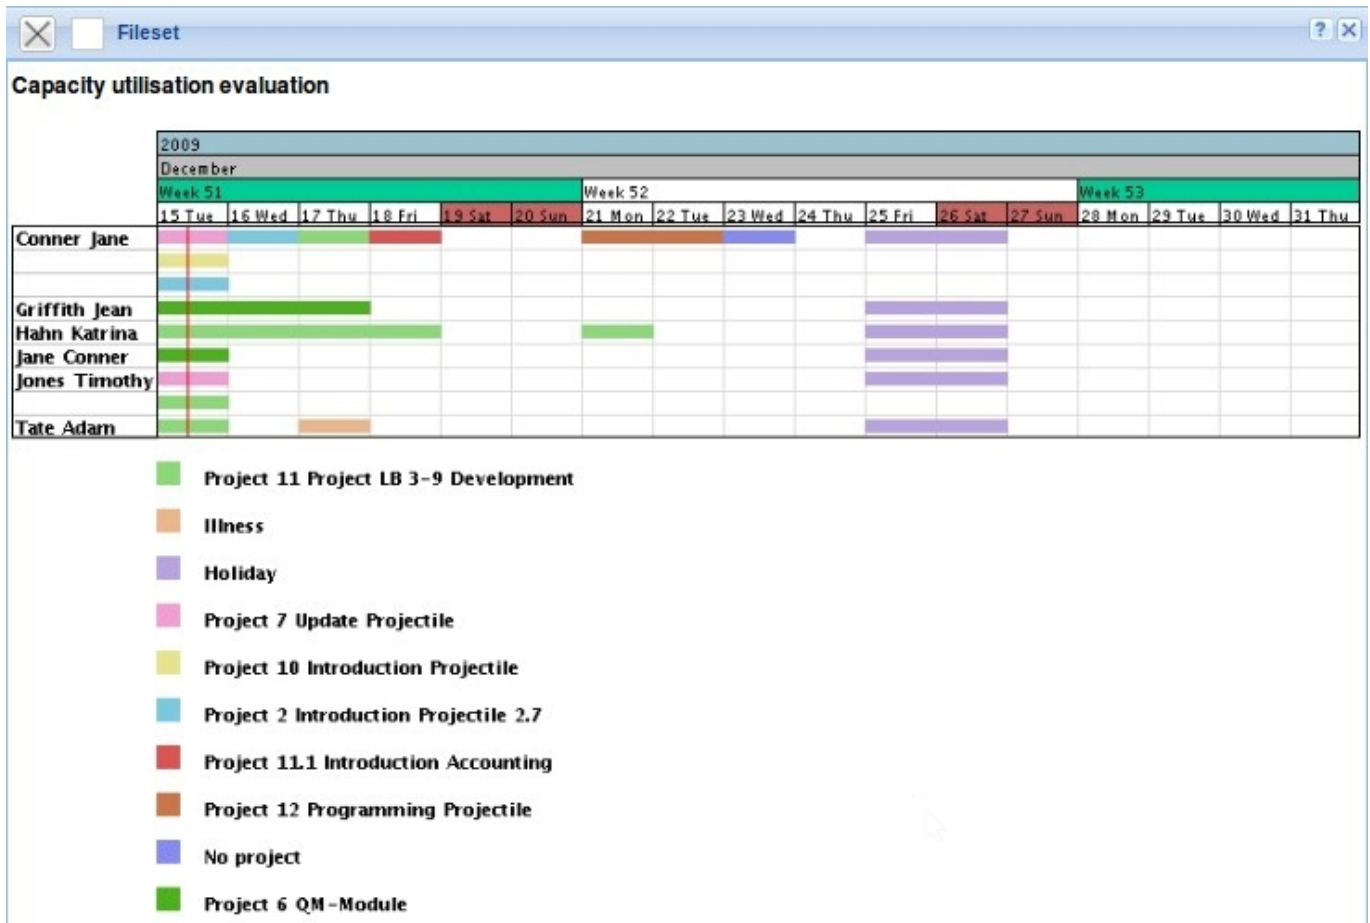 Fileset
Capacity utilisation evaluation
2009
December
Week 51 Week 52 Week 53
15 Tue 16 Wed 17 Thu 18 Fri 19 Sat 20 Sun 21 Mon 22 Tue 23 Wed 24 Thu 25 Fri 26 Sat 27 Sun 28 Mon 29 Tue 30 Wed 31 Thu
Conner Jane
Griffith Jean
Hahn Katrina
Jane Conner
Jones Timothy
Tate Adam
Project 11 Project LB 3-9 Development
Illness
Holiday
Project 7 Update Projectile
Project 10 Introduction Projectile
Project 2 Introduction Projectile 2.7
Project 11.1 Introduction Accounting
Project 12 Programming Projectile
No project
Project 6 QM-Module